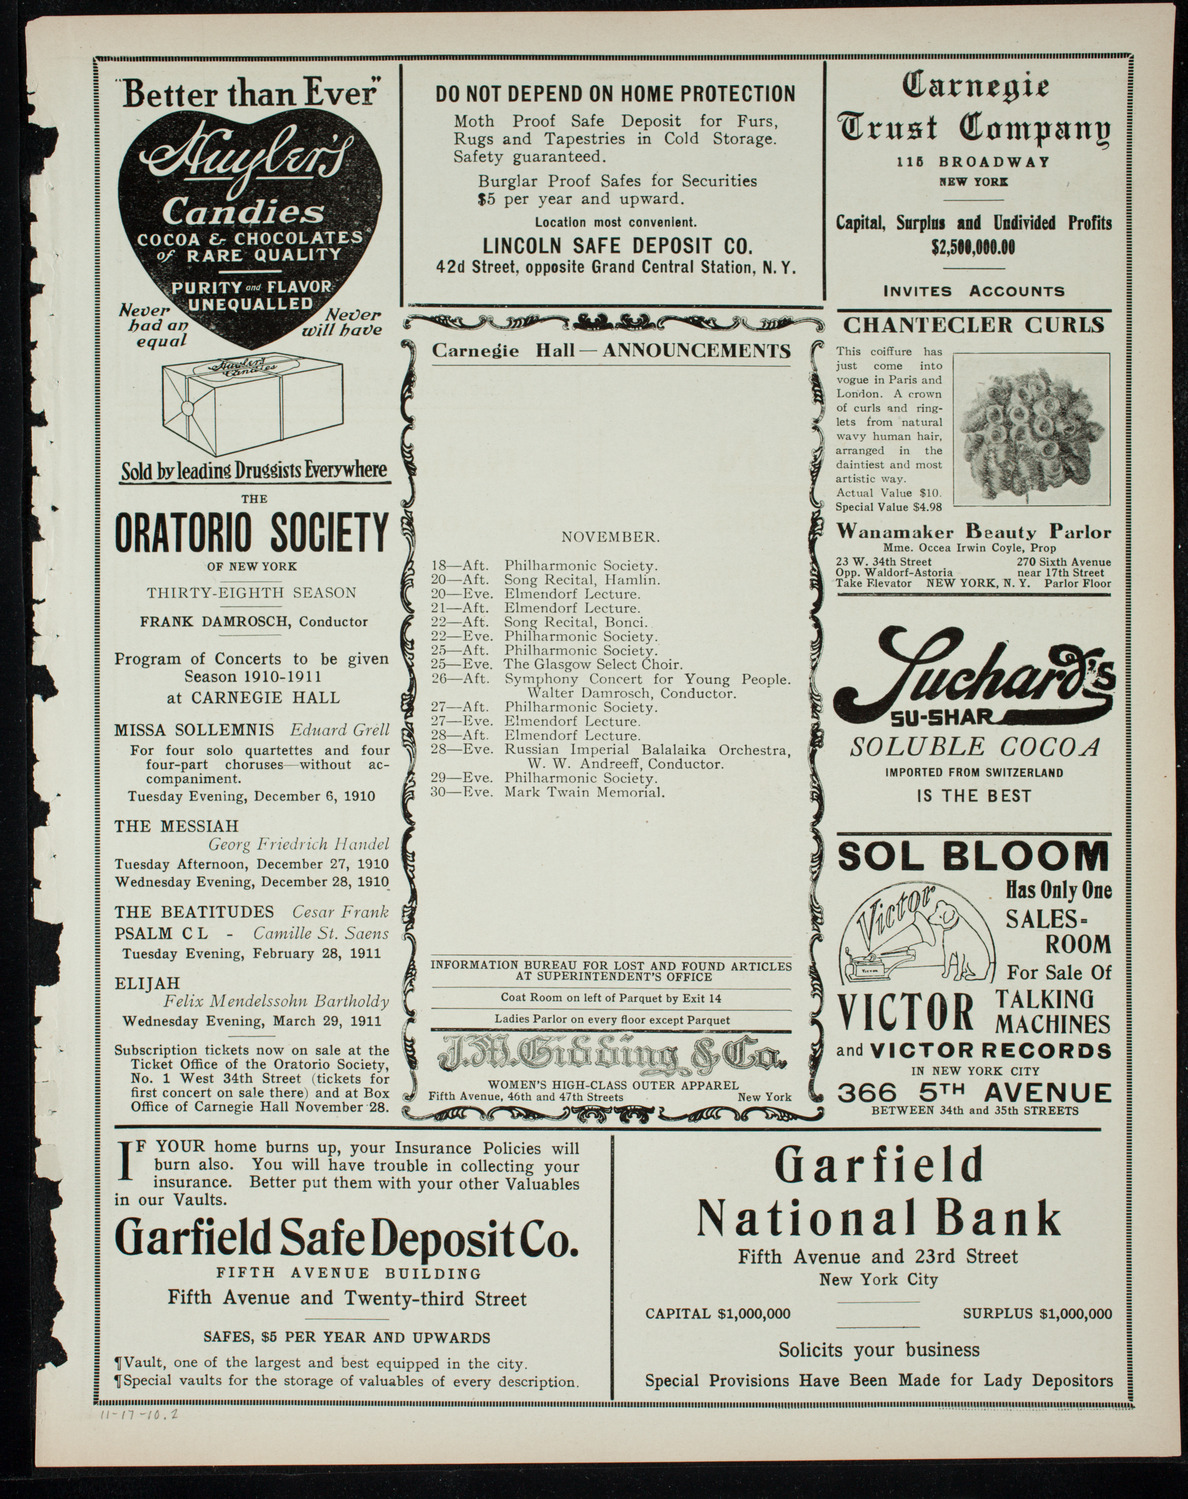 "Better than Ever"
Huyler's
Candies
COCOA & CHOCOLATES
of RARE QUALITY
PURITY and FLAVOR
UNEQUALLED
Never had an equal
Never will have
Huyler's
Candies
Sold by leading Druggists Everywhere
THE
ORATORIO SOCIETY
OF NEW YORK
THIRTY-EIGHTH SEASON
FRANK DAMROSCH, Conductor
Program of Concerts to be given
Season 1910-1911
at CARNEGIE HALL
MISSA SOLLEMNIS Eduard Grell
For four solo quartettes and four
four-part choruses—without ac-
companiment.
Tuesday Evening, December 6, 1910
THE MESSIAH
Georg Friedrich Handel
Tuesday Afternoon, December 27, 1910
Wednesday Evening, December 28, 1910
THE BEATITUDES Cesar Frank
PSALM CL - Camille St. Saens
Tuesday Evening, February 28, 1911
ELIJAH
Felix Mendelssohn Bartholdy
Wednesday Evening, March 29, 1911
Subscription tickets now on sale at the
Ticket Office of the Oratorio Society,
No. 1 West 34th Street (tickets for
first concert on sale there) and at Box
Office of Carnegie Hall November 28.
DO NOT DEPEND ON HOME PROTECTION
Moth Proof Safe Deposit for Furs,
Rugs and Tapestries in Cold Storage.
Safety guaranteed.
Burglar Proof Safes for Securities
$5 per year and upward.
Location most convenient.
LINCOLN SAFE DEPOSIT CO.
42d Street, opposite Grand Central Station, N. Y.
Carnegie Hall—ANNOUNCEMENTS
NOVEMBER.
18—Aft. Philharmonic Society.
20—Aft. Song Recital, Hamlin.
20—Eve. Elmendorf Lecture.
21—Aft. Elmendorf Lecture.
22—Aft. Song Recital, Bonci.
22—Eve. Philharmonic Society.
25—Aft. Philharmonic Society.
25—Eve. The Glasgow Select Choir.
26—Aft. Symphony Concert for Young People.
Walter Damrosch, Conductor.
27—Aft. Philharmonic Society.
27—Eve. Elmendorf Lecture.
28—Aft. Elmendorf Lecture.
28—Eve. Russian Imperial Balalaika Orchestra,
W. W. Andreeff, Conductor.
29—Eve. Philharmonic Society.
30—Eve. Mark Twain Memorial.
INFORMATION BUREAU FOR LOST AND FOUND ARTICLES
AT SUPERINTENDENT'S OFFICE
Coat Room on left of Parquet by Exit 14
Ladies Parlor on every floor except Parquet
J.M. Gidding & Co.
WOMEN'S HIGH-CLASS OUTER APPAREL
Fifth Avenue, 46th and 47th Streets New York
Carnegie
Trust Company
115 BROADWAY
NEW YORK
Capital, Surplus and Undivided Profits
$2,500,000.00
INVITES ACCOUNTS
CHANTECLER CURLS
This coiffure has
just come into
vogue in Paris and
London. A crown
of curls and ring-
lets from natural
wavy human hair,
arranged in the
daintiest and most
artistic way.
Actual Value $10.
Special Value $4.98
Wanamaker Beauty Parlor
Mme. Occea Irwin Coyle, Prop
23 W. 34th Street 270 Sixth Avenue
Opp. Waldorf-Astoria near 17th Street
Take Elevator NEW YORK, N. Y. Parlor Floor
Suchard's
SU-SHAR
SOLUBLE COCOA
IMPORTED FROM SWITZERLAND
IS THE BEST
SOL BLOOM
Victor
Has Only One
SALES-
ROOM
For Sale Of
VICTOR TALKING
MACHINES
and VICTOR RECORDS
IN NEW YORK CITY
366 5TH AVENUE
BETWEEN 34th and 35th STREETS
IF YOUR home burns up, your Insurance Policies will
burn also. You will have trouble in collecting your
insurance. Better put them with your other Valuables
in our Vaults.
Garfield Safe Deposit Co.
FIFTH AVENUE BUILDING
Fifth Avenue and Twenty-third Street
SAFES, $5 PER YEAR AND UPWARDS
¶Vault, one of the largest and best equipped in the city.
¶Special vaults for the storage of valuables of every description.
Garfield
National Bank
Fifth Avenue and 23rd Street
New York City
CAPITAL $1,000,000 SURPLUS $1,000,000
Solicits your business
Special Provisions Have Been Made for Lady Depositors
11-17-10.2